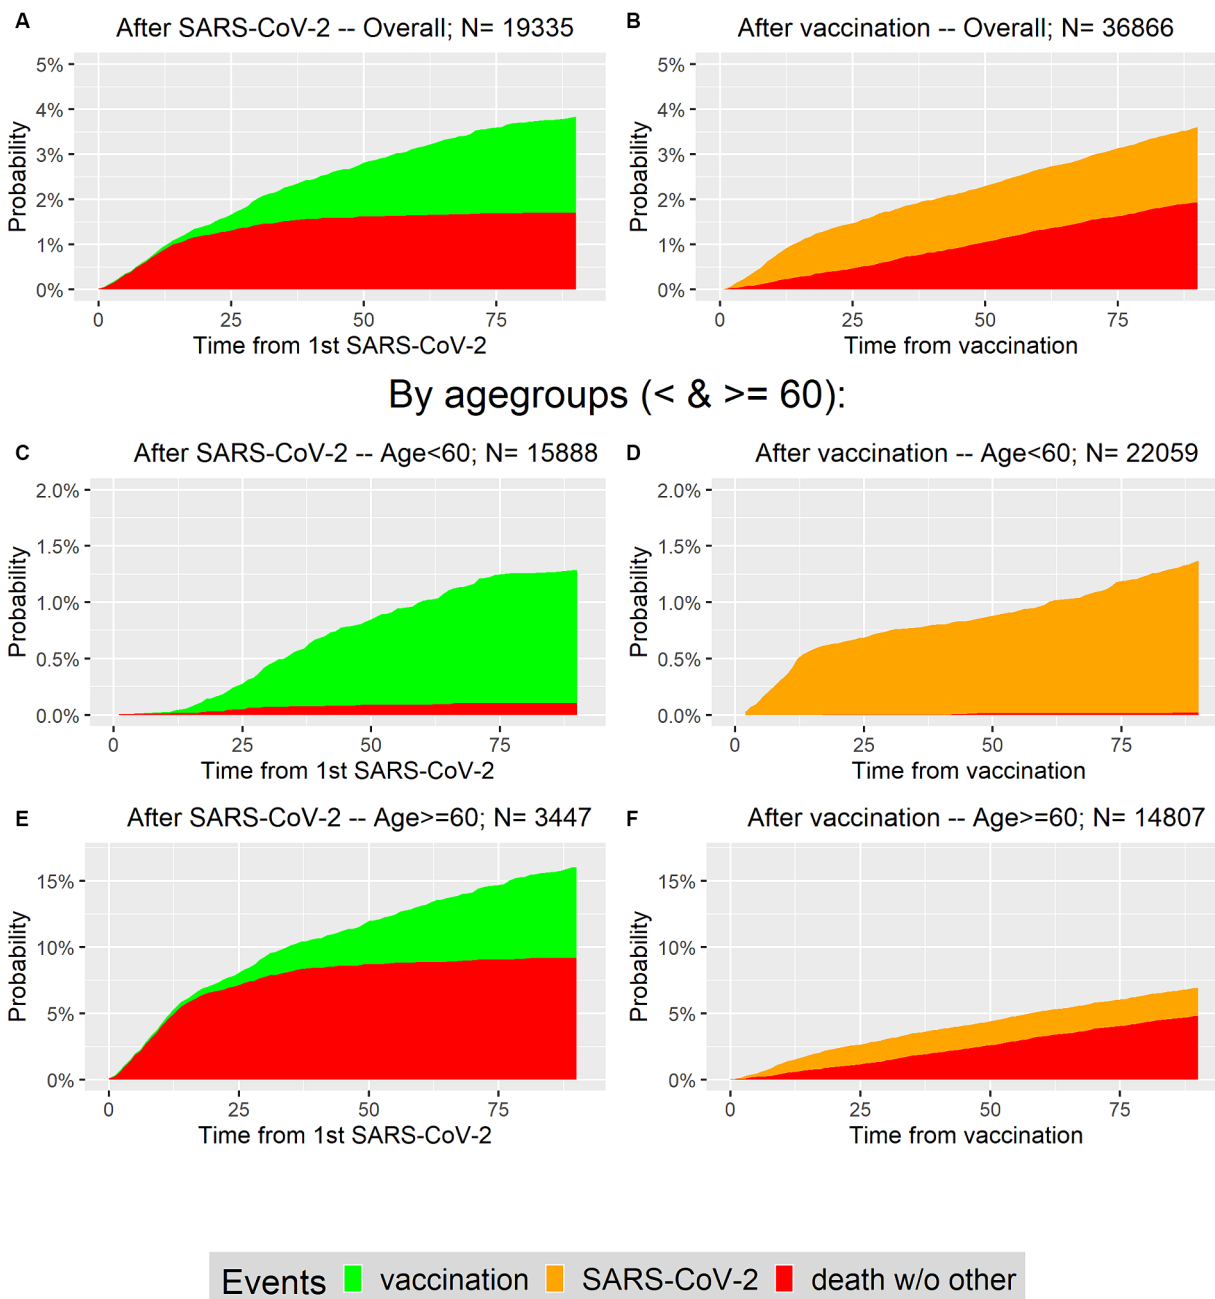 A After SARS-CoV-2 -- Overall; N= 19335
5%
4%
3%
2%
1%
0%
Probability
0 25 50 75
Time from 1st SARS-CoV-2
B After vaccination -- Overall; N= 36866
5%
4%
3%
2%
1%
0%
Probability
0 25 50 75
Time from vaccination
By agegroups (< & >= 60):
C After SARS-CoV-2 -- Age<60; N= 15888
2.0%
1.5%
1.0%
0.5%
0.0%
Probability
0 25 50 75
Time from 1st SARS-CoV-2
D After vaccination -- Age<60; N= 22059
2.0%
1.5%
1.0%
0.5%
0.0%
Probability
0 25 50 75
Time from vaccination
E After SARS-CoV-2 -- Age>=60; N= 3447
15%
10%
5%
0%
Probability
0 25 50 75
Time from 1st SARS-CoV-2
F After vaccination -- Age>=60; N= 14807
15%
10%
5%
0%
Probability
0 25 50 75
Time from vaccination
Events vaccination SARS-CoV-2 death w/o other